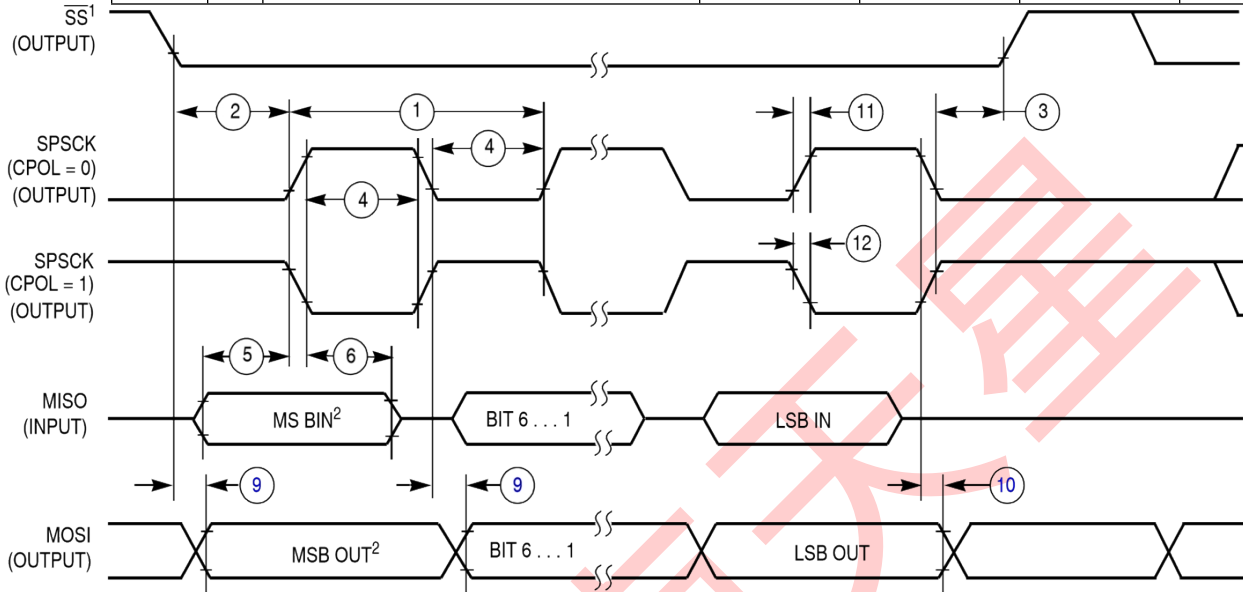 SS¹
(OUTPUT)
2
1
11
3
SPSCK
(CPOL = 0)
(OUTPUT)
4
4
SPSCK
(CPOL = 1)
(OUTPUT)
12
5
6
MISO
(INPUT)
MS BIN²
BIT 6 . . . 1
LSB IN
9
9
10
MOSI
(OUTPUT)
MSB OUT²
BIT 6 . . . 1
LSB OUT
天星